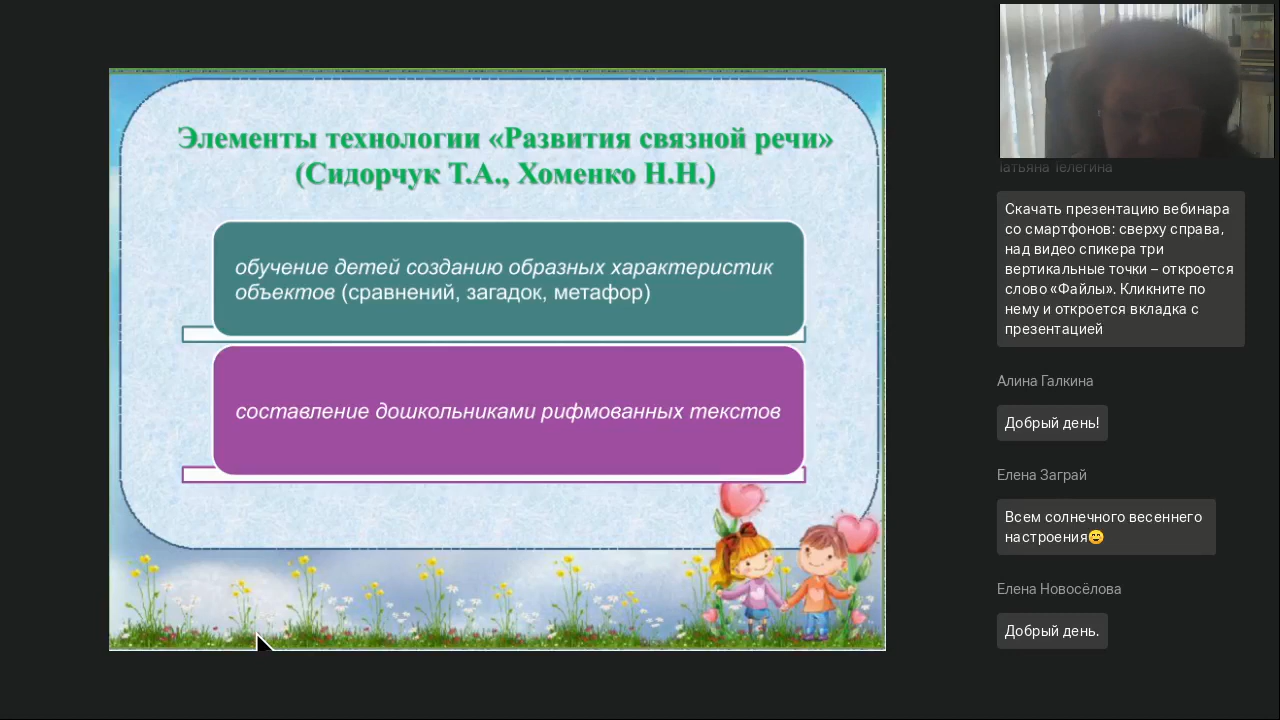 Элементы технологии «Развития связной речи»
(Сидорчук Т.А., Хоменко Н.Н.)
обучение детей созданию образных характеристик
объектов (сравнений, загадок, метафор)
составление дошкольниками рифмованных текстов
Татьяна Телегина
Скачать презентацию вебинара
со смартфонов: сверху справа,
над видео спикера три
вертикальные точки – откроется
слово «Файлы». Кликните по
нему и откроется вкладка с
презентацией
Алина Галкина
Добрый день!
Елена Заграй
Всем солнечного весеннего
настроения😄
Елена Новосёлова
Добрый день.